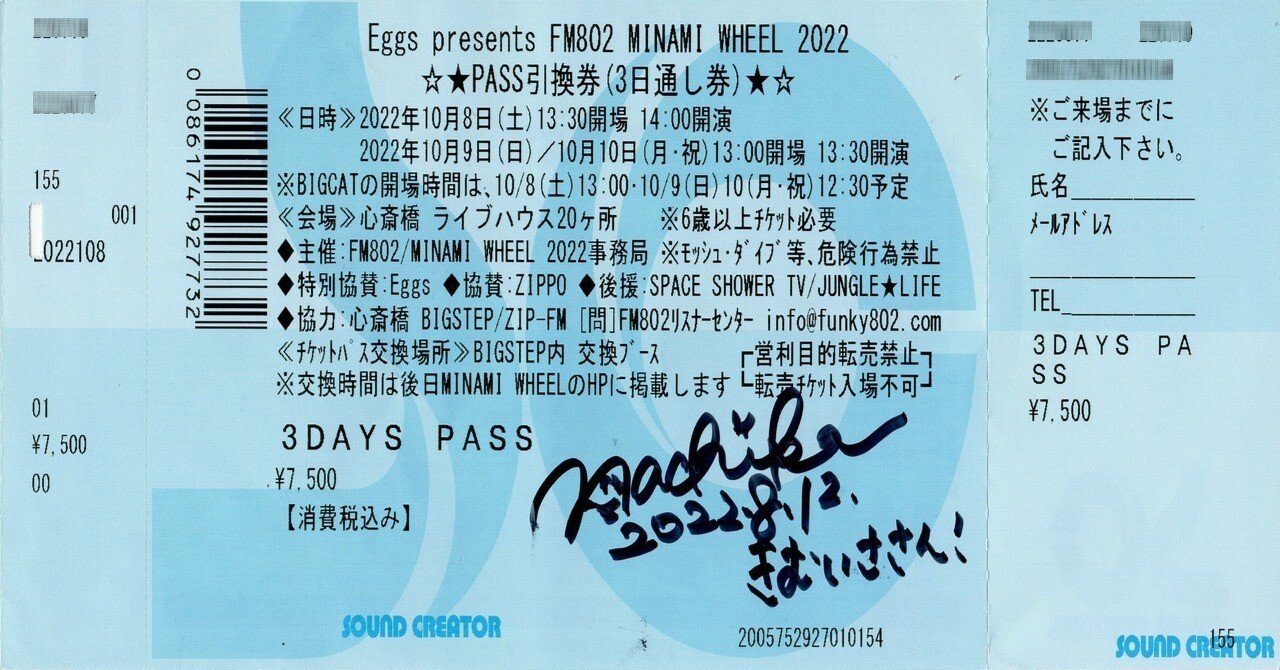 155
001
022108
01
¥7,500
00
0086174927732
Eggs presents FM802 MINAMI WHEEL 2022
☆★PASS引換券(3日通し券)★☆
≪日時≫2022年10月8日(土)13:30開場 14:00開演
2022年10月9日(日)/10月10日(月・祝)13:00開場 13:30開演
※BIGCATの開場時間は、10/8(土)13:00・10/9(日)10(月・祝)12:30予定
≪会場≫心斎橋 ライブハウス20ヶ所 ※6歳以上ﾁｹｯﾄ必要
◆主催:FM802/MINAMI WHEEL 2022事務局 ※ﾓｯｼｭ・ﾀﾞｲﾌﾞ等、危険行為禁止
◆特別協賛:Eggs ◆協賛:ZIPPO ◆後援:SPACE SHOWER TV/JUNGLE★LIFE
◆協力:心斎橋 BIGSTEP/ZIP-FM [問]FM802ﾘｽﾅｰｾﾝﾀｰ info@funky802.com
≪ﾁｹｯﾄﾊﾟｽ交換場所≫BIGSTEP内 交換ﾌﾞｰｽ ┌営利目的転売禁止┐
※交換時間は後日MINAMI WHEELのHPに掲載します └転売ﾁｹｯﾄ入場不可┘
3DAYS PASS
¥7,500
【消費税込み】
machika
2022.8.12.
きむいささん!
SOUND CREATOR
2005752927010154
※ご来場までに
ご記入下さい。
氏名
ﾒｰﾙｱﾄﾞﾚｽ
TEL
3DAYS PA
SS
¥7,500
155
SOUND CREATOR